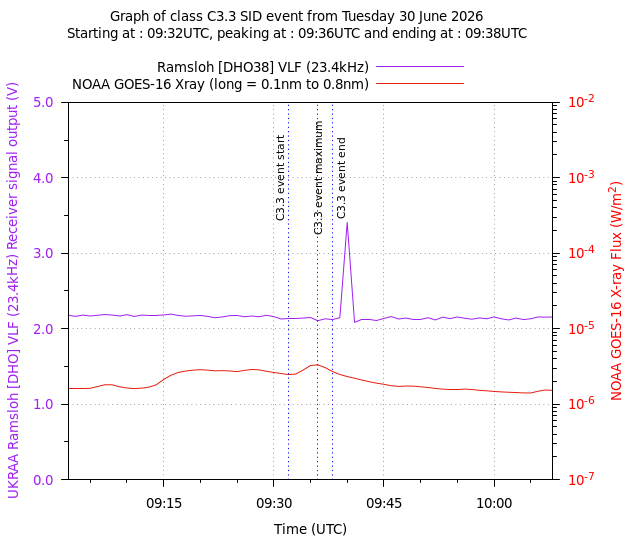 Graph of class C3.3 SID event from Tuesday 30 June 2026
Starting at : 09:32UTC, peaking at : 09:36UTC and ending at : 09:38UTC
Ramsloh [DHO38] VLF (23.4kHz)
NOAA GOES-16 Xray (long = 0.1nm to 0.8nm)
UKRAA Ramsloh [DHO] VLF (23.4kHz) Receiver signal output (V)
5.0
4.0
3.0
2.0
1.0
0.0
C3.3 event start
C3.3 event maximum
C3.3 event end
10-2
10-3
10-4
10-5
10-6
10-7
NOAA GOES-16 X-ray Flux (W/m2)
09:15
09:30
09:45
10:00
Time (UTC)